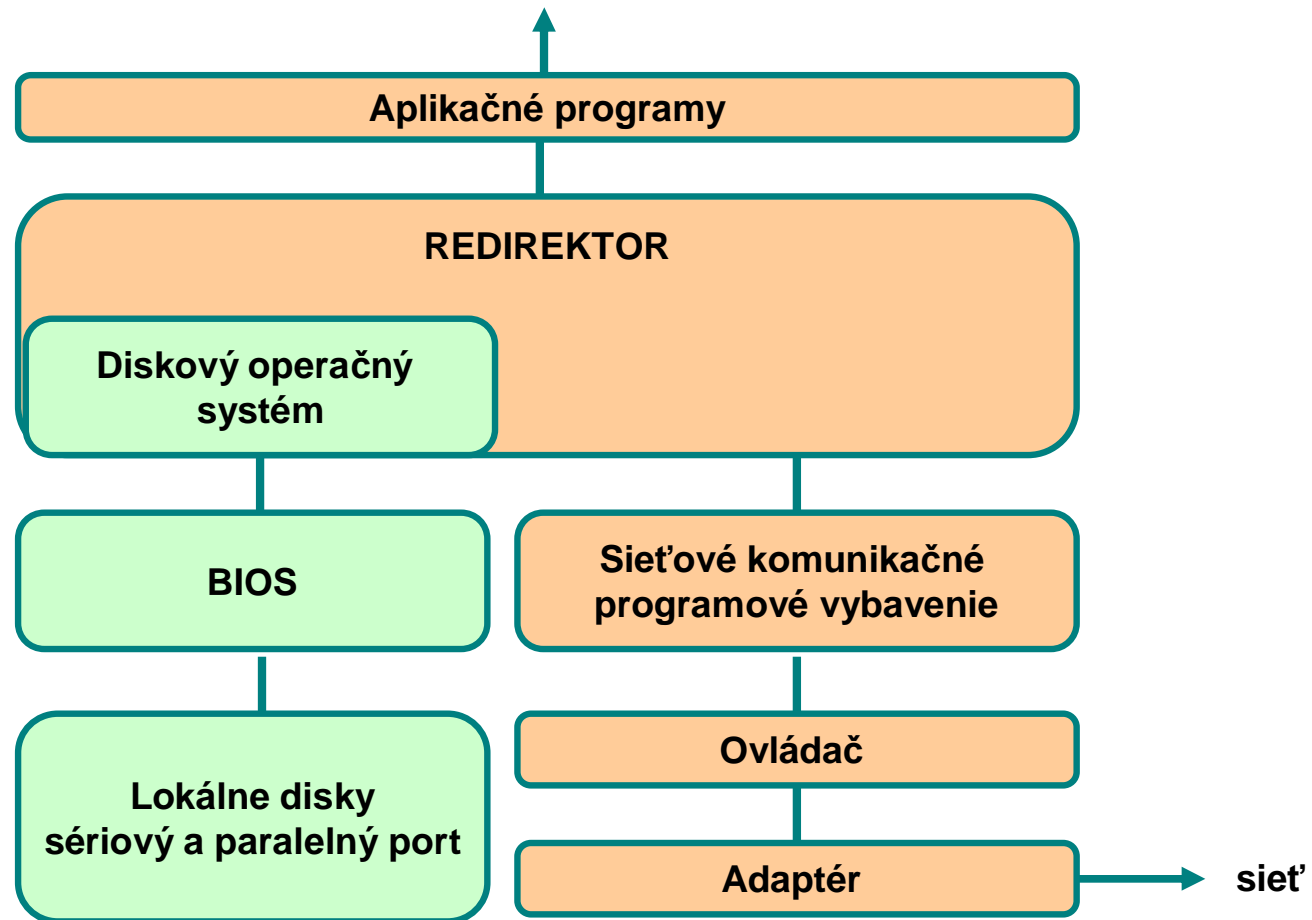 Aplikačné programy
REDIREKTOR
Diskový operačný
systém
BIOS
Sieťové komunikačné
programové vybavenie
Lokálne disky
sériový a paralelný port
Ovládač
Adaptér
sieť